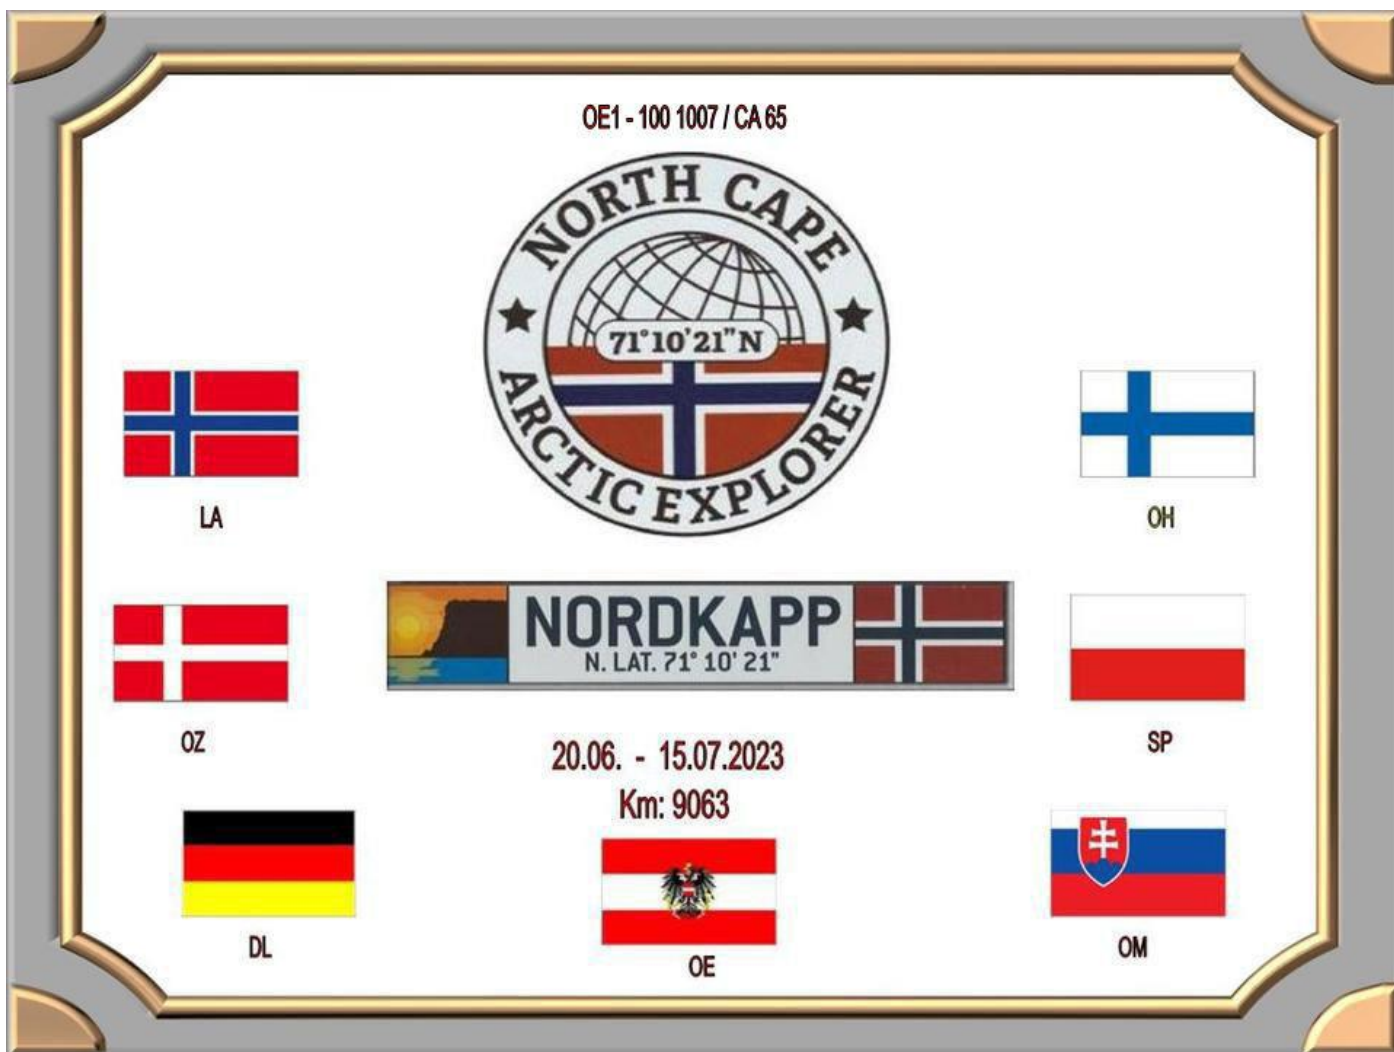 OE1 - 100 1007 / CA 65
NORTH CAPE
71°10'21"N
ARCTIC EXPLORER
LA
OH
NORDKAPP
N. LAT. 71° 10' 21"
OZ
SP
20.06. - 15.07.2023
Km: 9063
DL
OE
OM